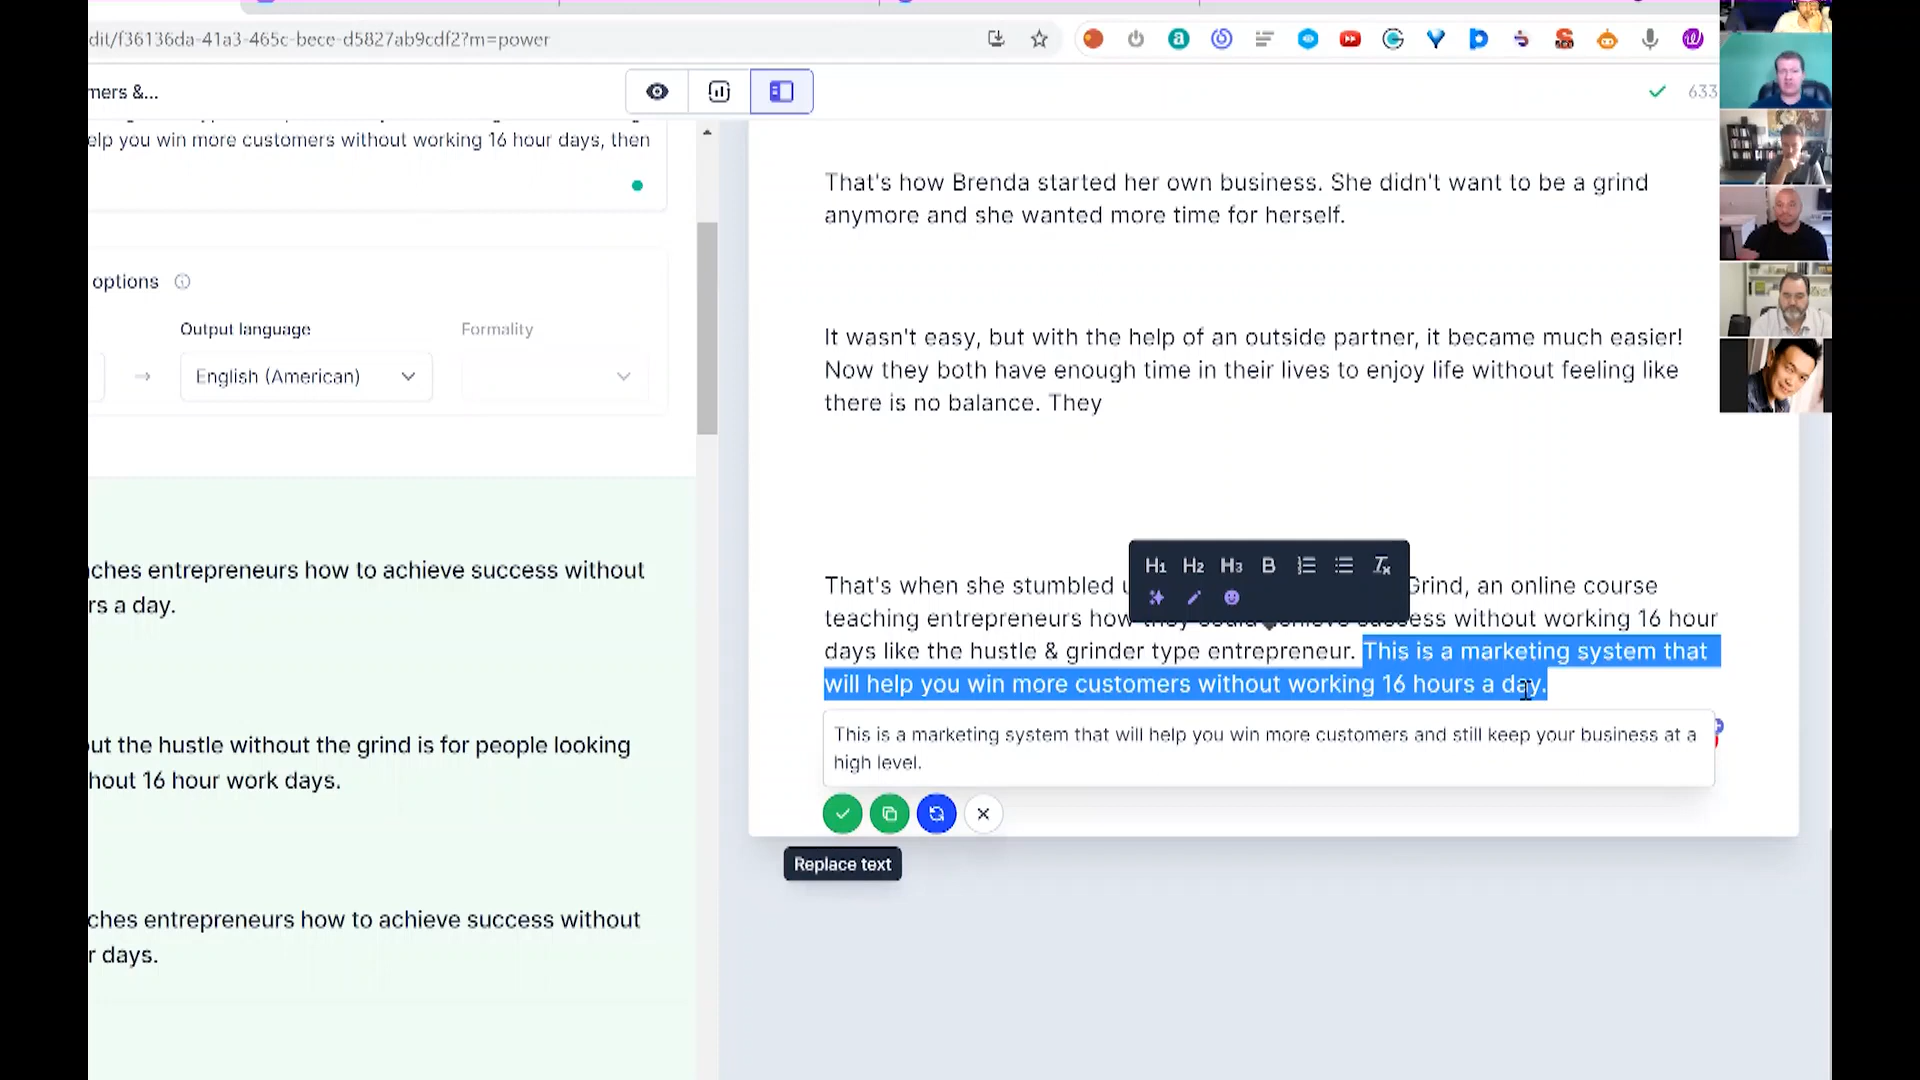 dit/f36136da-41a3-465c-bece-d5827ab9cdf2?m=power
mers &...
633
elp you win more customers without working 16 hour days, then
options
Output language
Formality
English (American)
ches entrepreneurs how to achieve success without
rs a day.
ut the hustle without the grind is for people looking
hout 16 hour work days.
ches entrepreneurs how to achieve success without
r days.
That's how Brenda started her own business. She didn't want to be a grind
anymore and she wanted more time for herself.
It wasn't easy, but with the help of an outside partner, it became much easier!
Now they both have enough time in their lives to enjoy life without feeling like
there is no balance. They
H1 H2 H3 B
That's when she stumbled Grind, an online course
teaching entrepreneurs how they could achieve success without working 16 hour
days like the hustle & grinder type entrepreneur. This is a marketing system that
will help you win more customers without working 16 hours a day.
This is a marketing system that will help you win more customers and still keep your business at a
high level.
Replace text